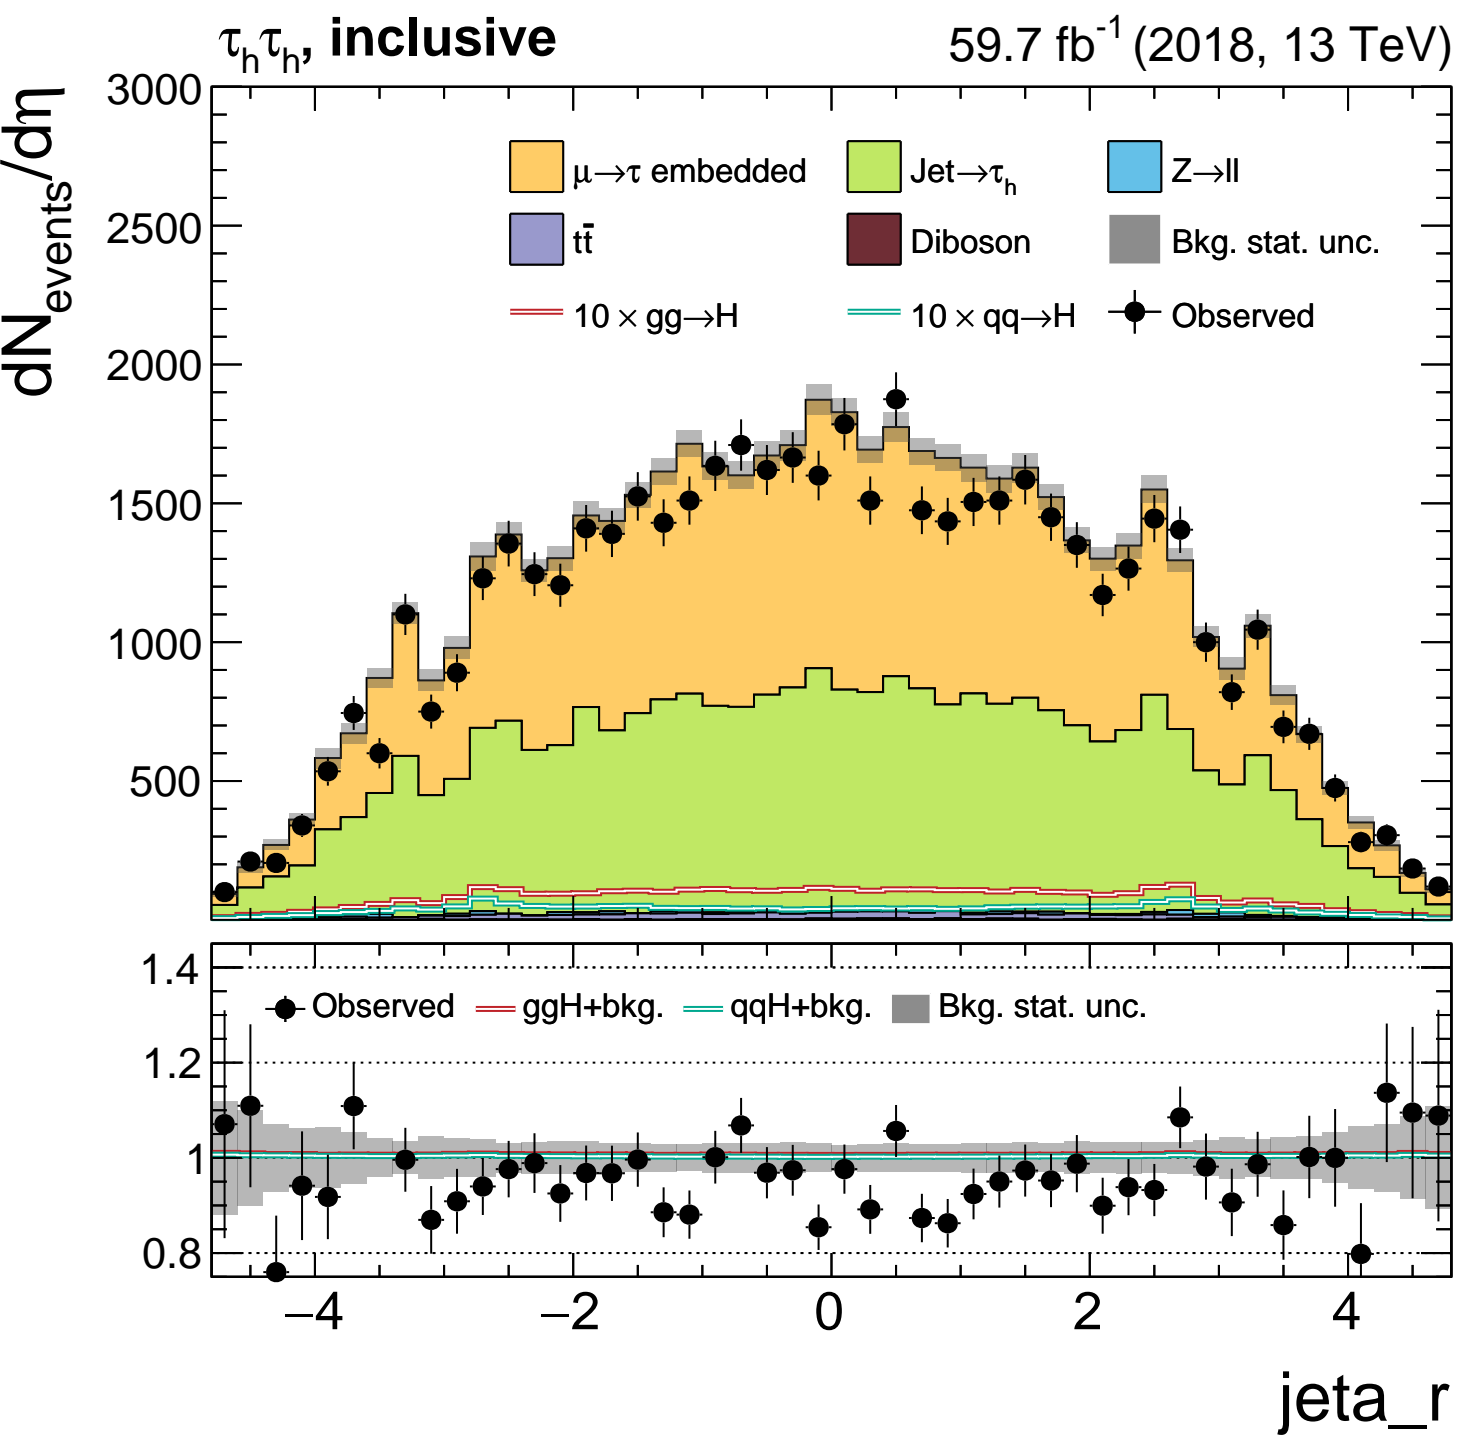 τhτh, inclusive 59.7 fb-1 (2018, 13 TeV)
dNevents/dη
3000
2500
2000
1500
1000
500
μ→τ embedded Jet→τh Z→ll
tt̄ Diboson Bkg. stat. unc.
10 × gg→H 10 × qq→H Observed
1.4
1.2
1
0.8
Observed ggH+bkg. qqH+bkg. Bkg. stat. unc.
−4 −2 0 2 4
jeta_r